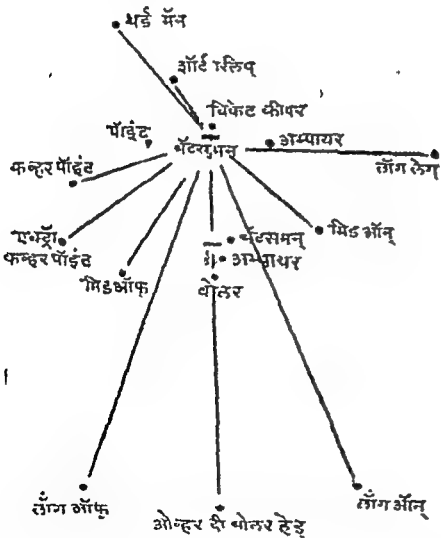 थर्ड मॅन
शॉर्ट स्लिप्
विकेट कीपर
पॉइंट
बॅटस्मन
अम्पायर
कव्हर पॉइंट
लाँग लेग
एक्स्ट्रा
कव्हर पॉइंट
बॅटसमन
मिड ऑन्
अम्पायर
मिड ऑफ्
बोलर
लाँग ऑफ्
ओव्हर दी बोलर हेड्
लाँग ऑन्